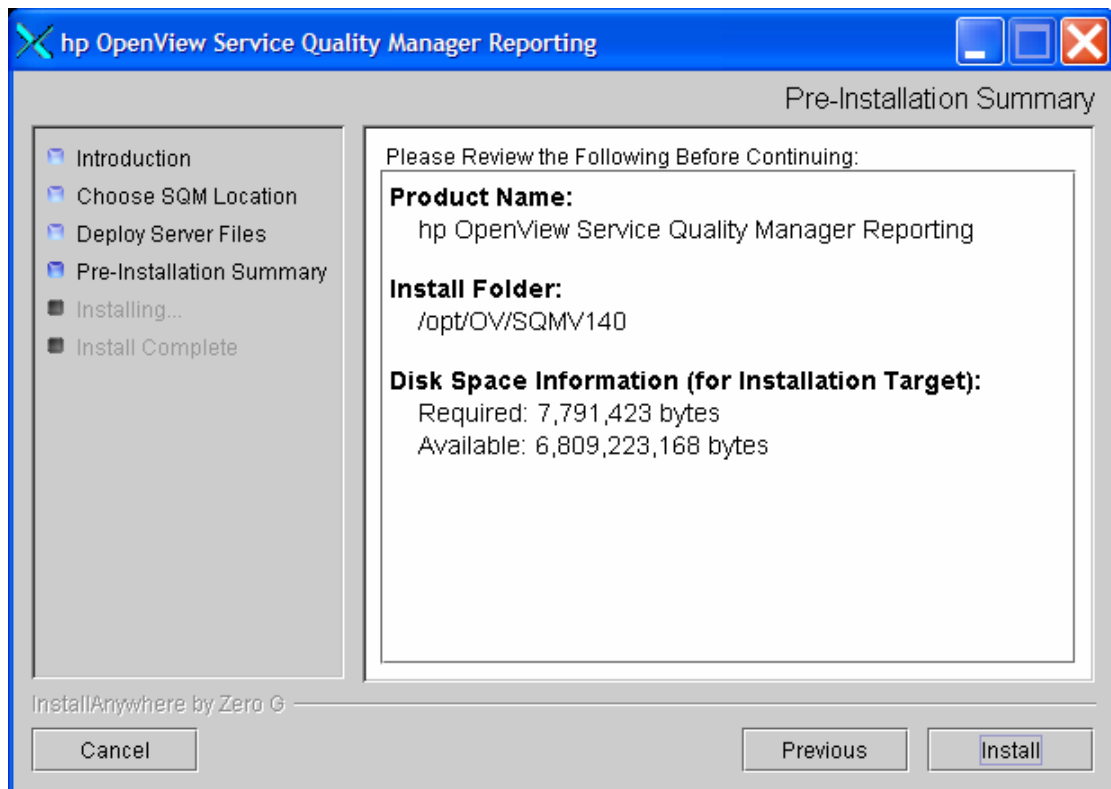 hp OpenView Service Quality Manager Reporting
Pre-Installation Summary
Introduction
Choose SQM Location
Deploy Server Files
Pre-Installation Summary
Installing...
Install Complete
Please Review the Following Before Continuing:
Product Name:
hp OpenView Service Quality Manager Reporting
Install Folder:
/opt/OV/SQMV140
Disk Space Information (for Installation Target):
Required: 7,791,423 bytes
Available: 6,809,223,168 bytes
InstallAnywhere by Zero G
Cancel
Previous
Install